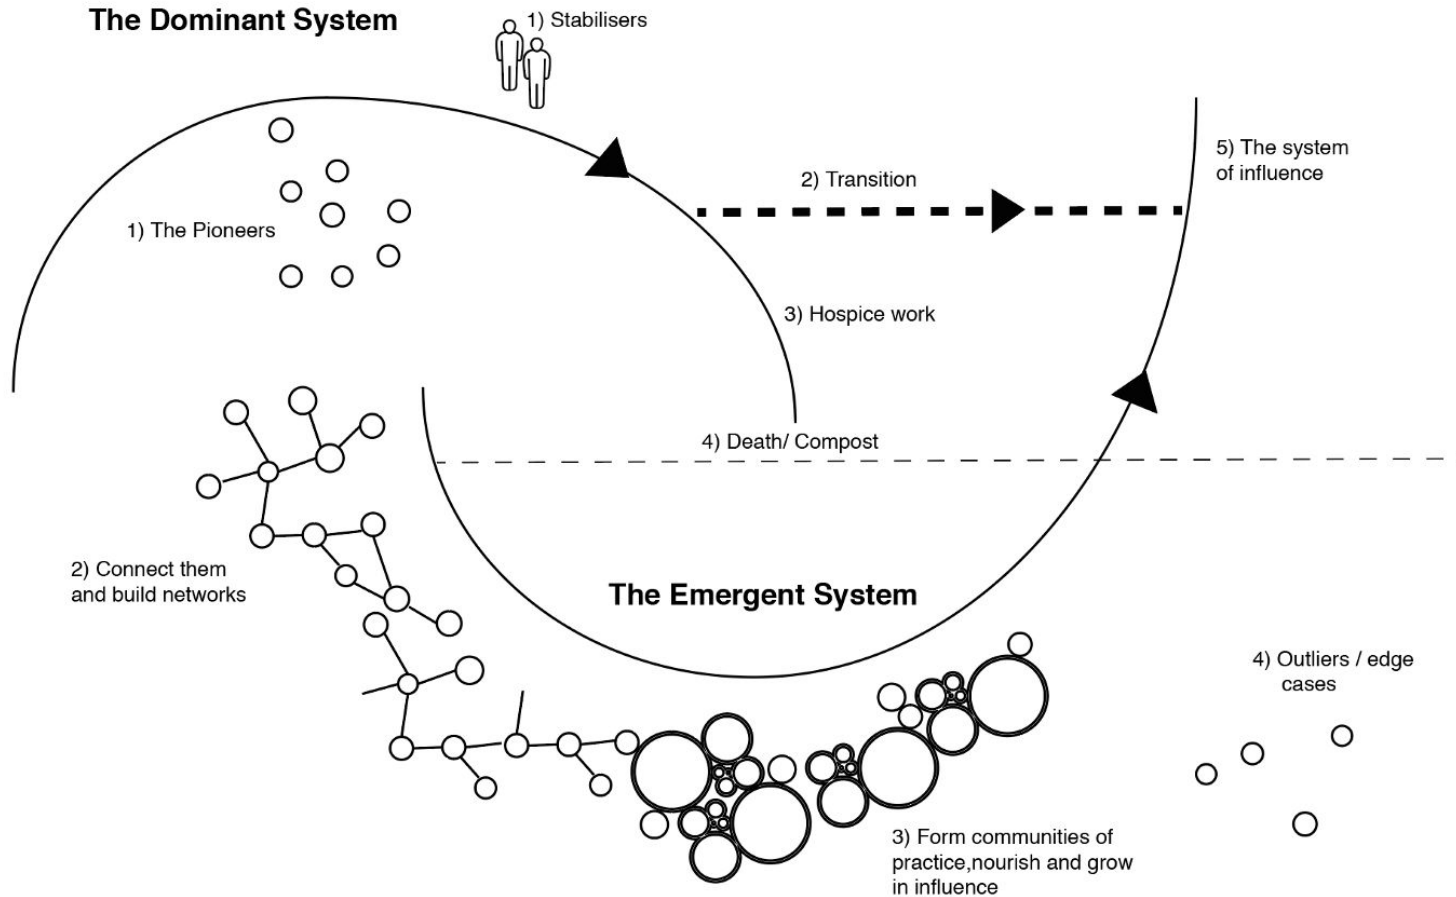 The Dominant System
1) Stabilisers
5) The system
of influence
2) Transition
1) The Pioneers
3) Hospice work
4) Death/ Compost
2) Connect them
and build networks
The Emergent System
4) Outliers / edge
cases
3) Form communities of
practice,nourish and grow
in influence